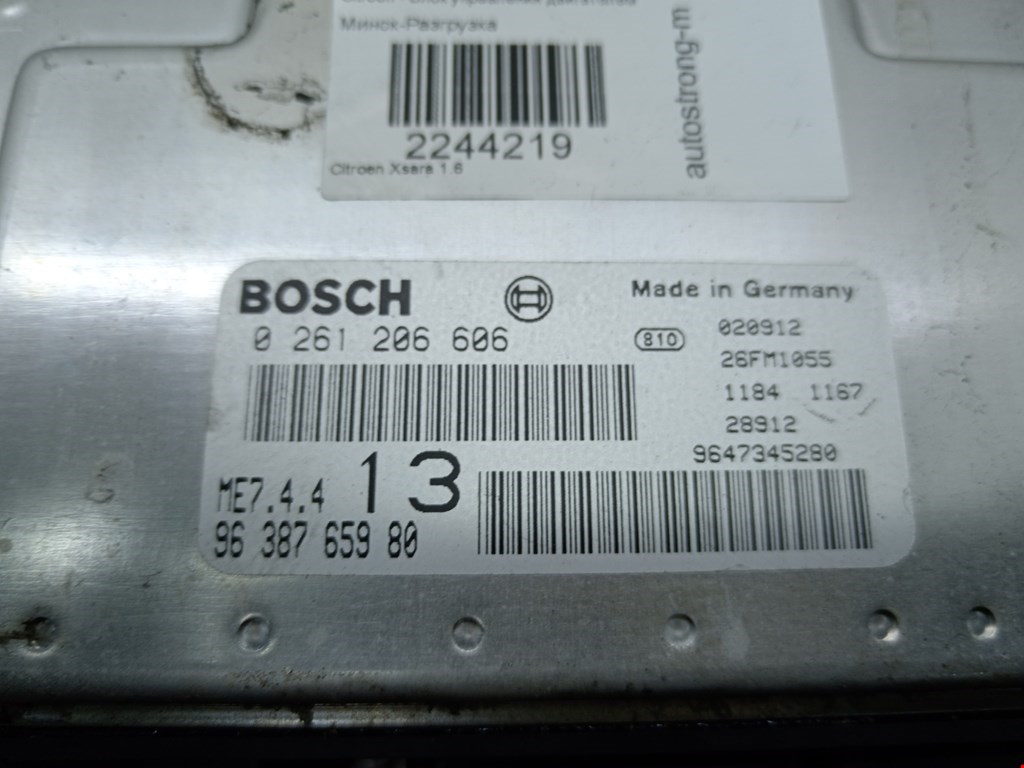 Минск-Разгрузка
2244219
Citroen Xsara 1.6
autostrong-m
BOSCH
Made in Germany
0 261 206 606
810
020912
26FM1055
1184 1167
28912
9647345280
ME7.4.4 13
96 387 659 80